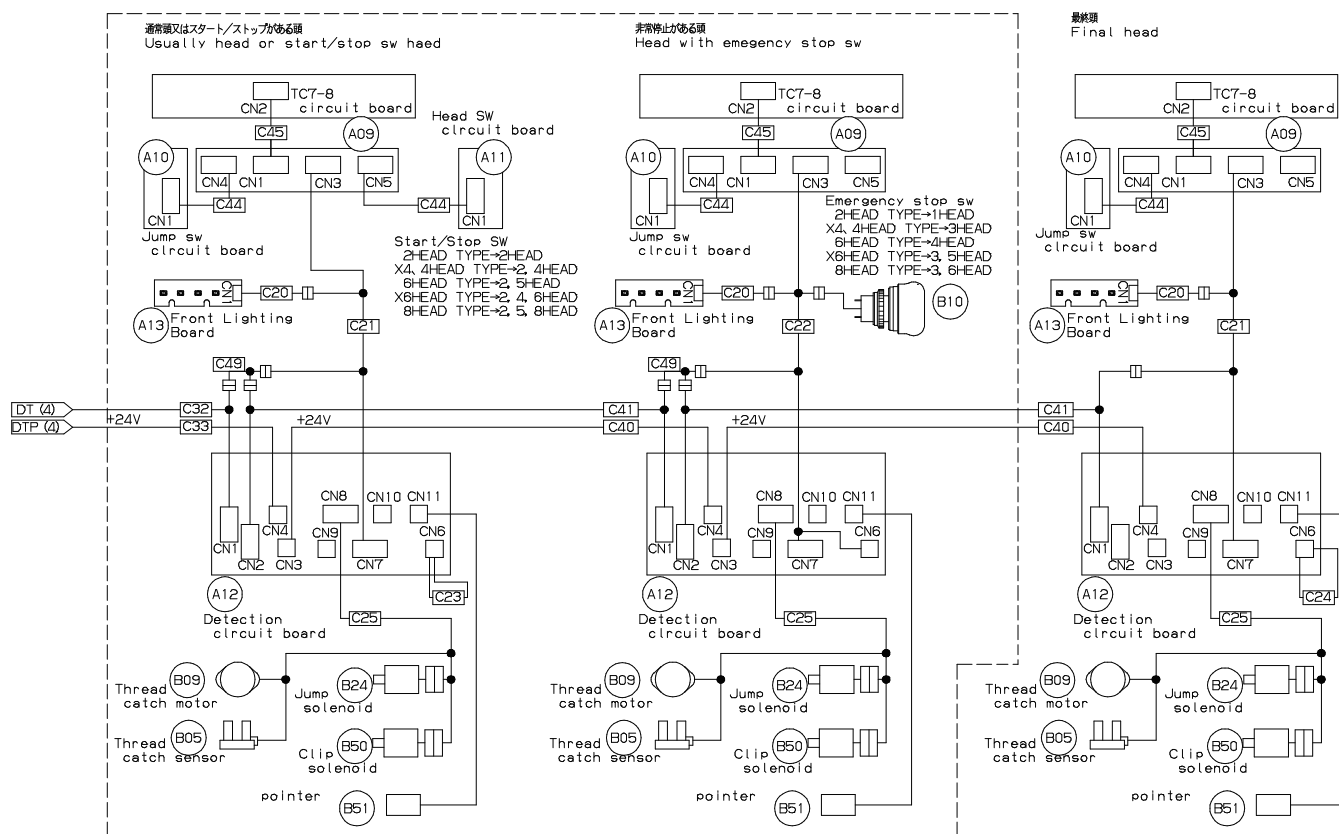 通常頭又はスタート／ストップがある頭
Usually head or start/stop sw haed
TC7-8
circuit board
CN2
C45
A09
Head SW
clrcuit board
A10
A11
CN4
CN1
CN3
CN5
CN1
C44
C44
CN1
Jump sw
clrcuit board
Start/Stop SW
2HEAD TYPE→2HEAD
X4、4HEAD TYPE→2、4HEAD
6HEAD TYPE→2、5HEAD
X6HEAD TYPE→2、4、6HEAD
8HEAD TYPE→2、5、8HEAD
CN1
C20
A13
Front Lighting
Board
C21
C49
DT (4)
C32
DTP (4)
+24V
C33
+24V
CN8
CN10
CN11
CN4
CN9
CN6
CN1
CN2
CN3
CN7
C23
A12
Detection
clrcuit board
C25
B09
Thread
catch motor
B24
Jump
solenoid
B05
Thread
catch sensor
B50
Clip
solenoid
pointer
B51
非常停止がある頭
Head with emegency stop sw
TC7-8
circuit board
CN2
C45
A09
A10
CN4
CN1
CN3
CN5
CN1
C44
Jump sw
clrcuit board
Emergency stop sw
2HEAD TYPE→1HEAD
X4、4HEAD TYPE→3HEAD
6HEAD TYPE→4HEAD
X6HEAD TYPE→3、5HEAD
8HEAD TYPE→3、6HEAD
CN1
C20
B10
A13
Front Lighting
Board
C22
C49
C41
C40
+24V
CN8
CN10
CN11
CN4
CN9
CN6
CN1
CN2
CN3
CN7
A12
Detection
clrcuit board
C25
B09
Thread
catch motor
B24
Jump
solenoid
B05
Thread
catch sensor
B50
Clip
solenoid
pointer
B51
最終頭
Final head
TC7-8
circuit board
CN2
C45
A09
A10
CN4
CN1
CN3
CN5
CN1
C44
Jump sw
clrcuit board
CN1
C20
A13
Front Lighting
Board
C21
C41
C40
CN8
CN10
CN11
CN4
CN9
CN6
CN1
CN2
CN3
CN7
C24
A12
Detection
clrcuit board
C25
B09
Thread
catch motor
B24
Jump
solenoid
B05
Thread
catch sensor
B50
Clip
solenoid
pointer
B51